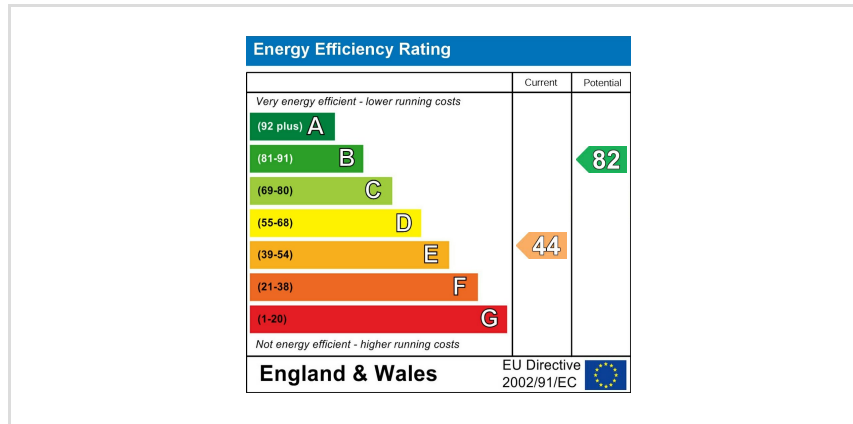 Energy Efficiency Rating
Current Potential
Very energy efficient - lower running costs
(92 plus) A
(81-91) B
82
(69-80) C
(55-68) D
(39-54) E
44
(21-38) F
(1-20) G
Not energy efficient - higher running costs
England & Wales
EU Directive
2002/91/EC